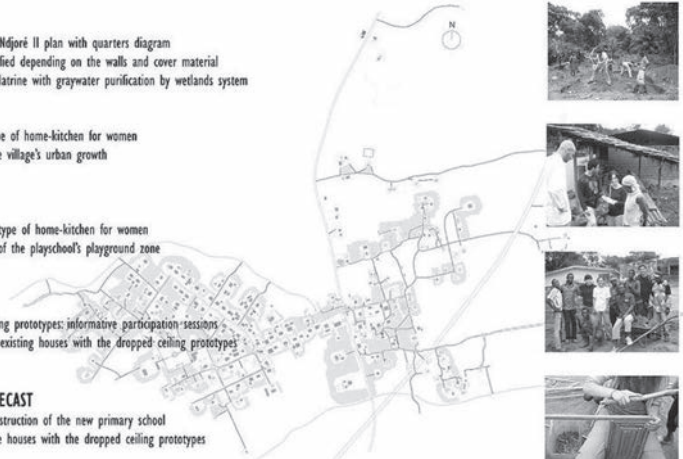 Ndjoré II plan with quarters diagram
fied depending on the walls and cover material
latrine with graywater purification by wetlands system
e of home-kitchen for women
e village's urban growth
type of home-kitchen for women
of the playschool's playground zone
ng prototypes: informative participation sessions
existing houses with the dropped ceiling prototypes
ECAST
struction of the new primary school
e houses with the dropped ceiling prototypes
N